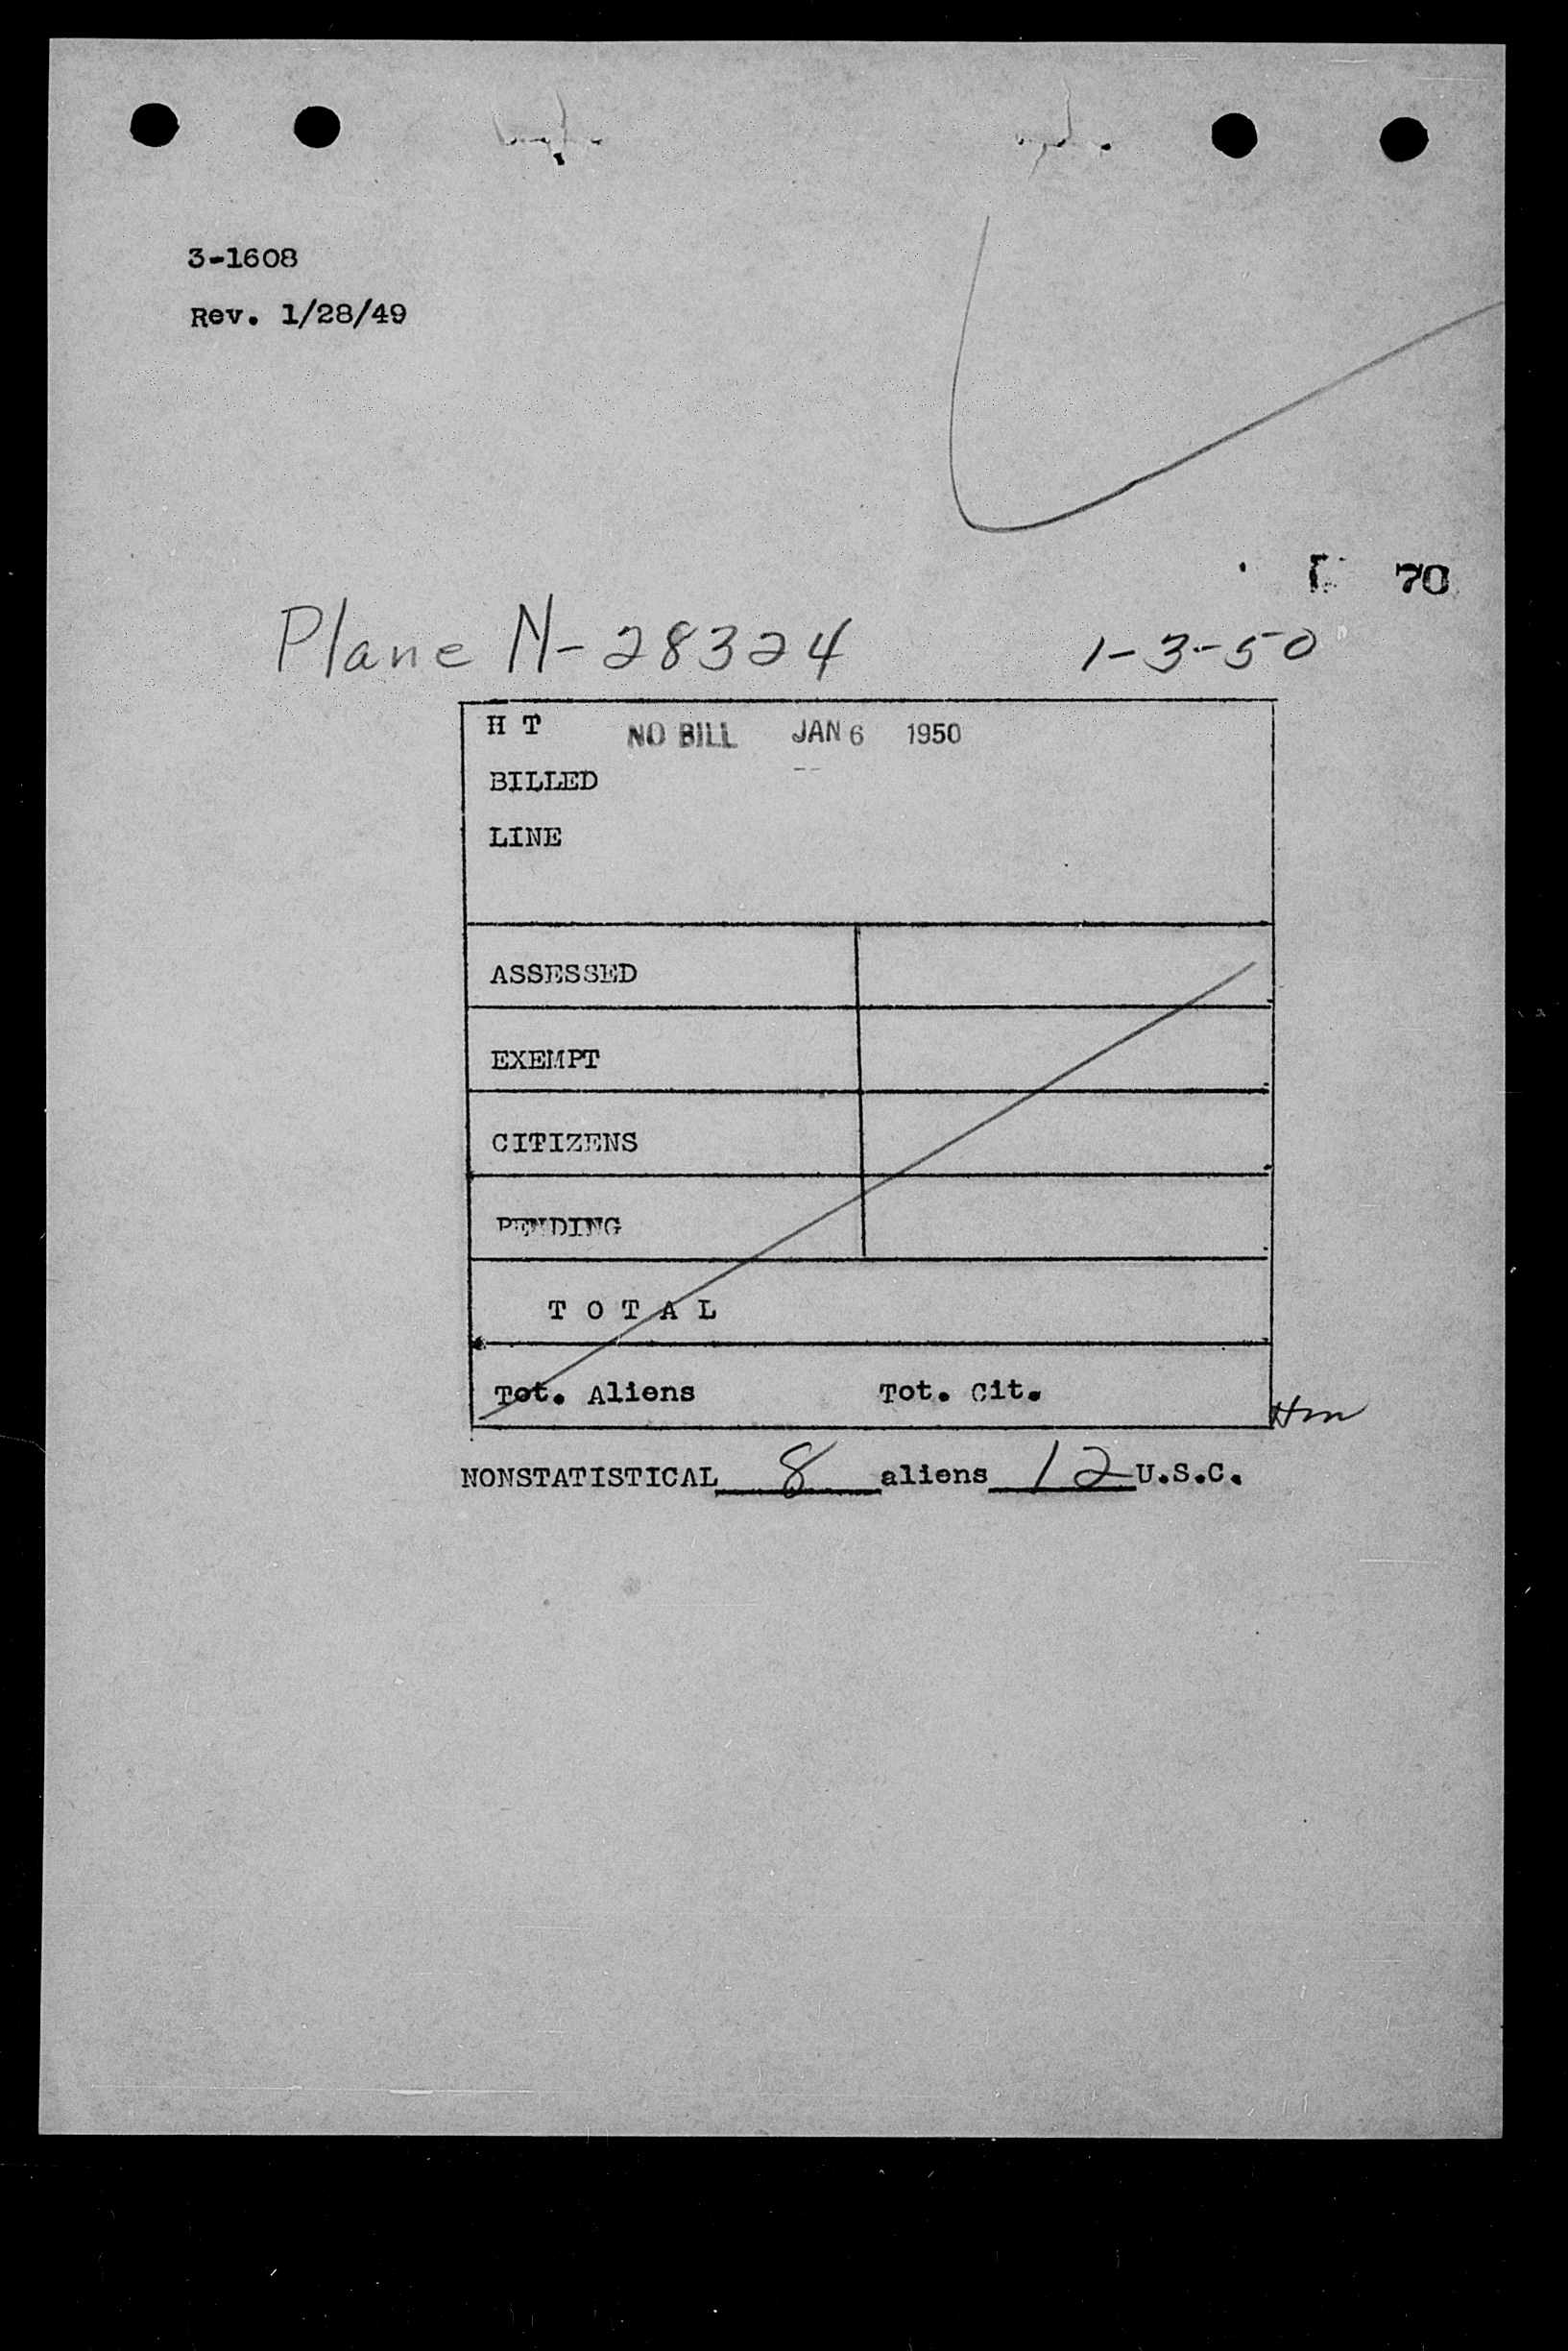 3-1608
Rev. 1/28/49
70
Plane N-28324 1-3-50
H T NO BILL JAN 6 1950
BILLED
LINE
ASSESSED
EXEMPT
CITIZENS
PENDING
T O T A L
Tot. Aliens Tot. Cit.
Hm
NONSTATISTICAL 8 aliens 12 U.S.C.